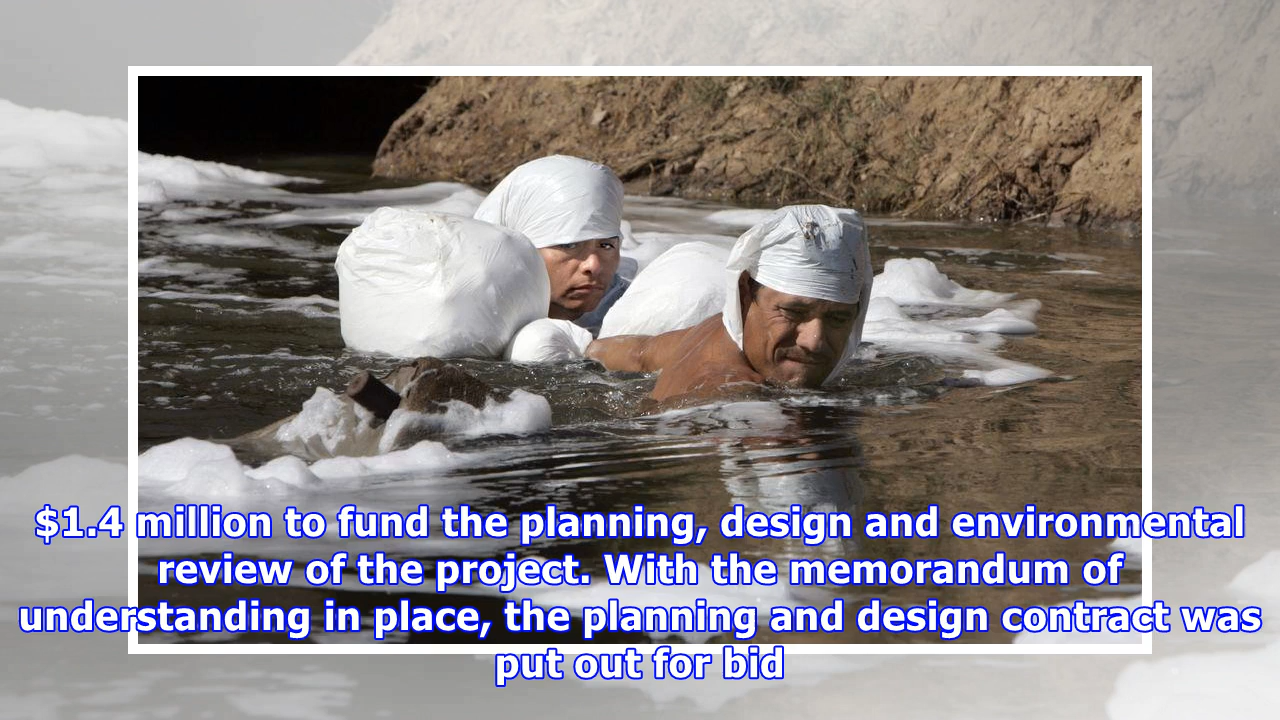 $1.4 million to fund the planning, design and environmental
review of the project. With the memorandum of
understanding in place, the planning and design contract was
put out for bid